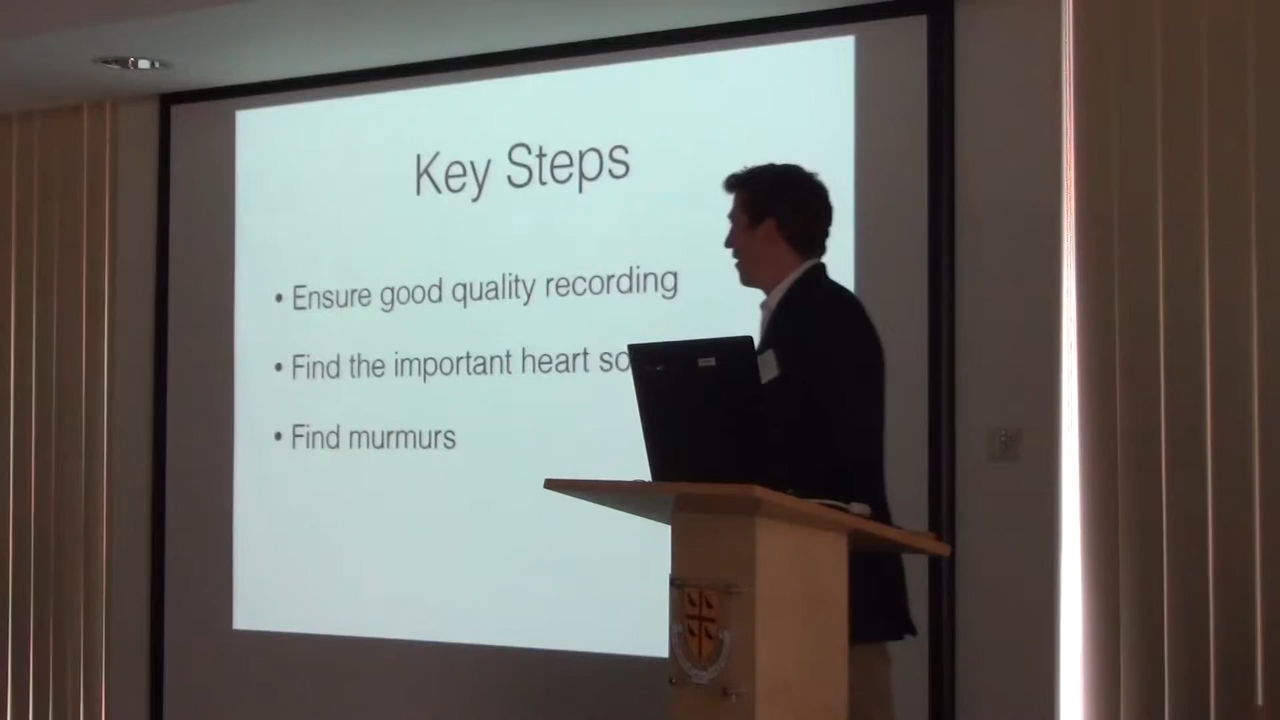 Key Steps
• Ensure good quality recording
• Find the important heart so
• Find murmurs